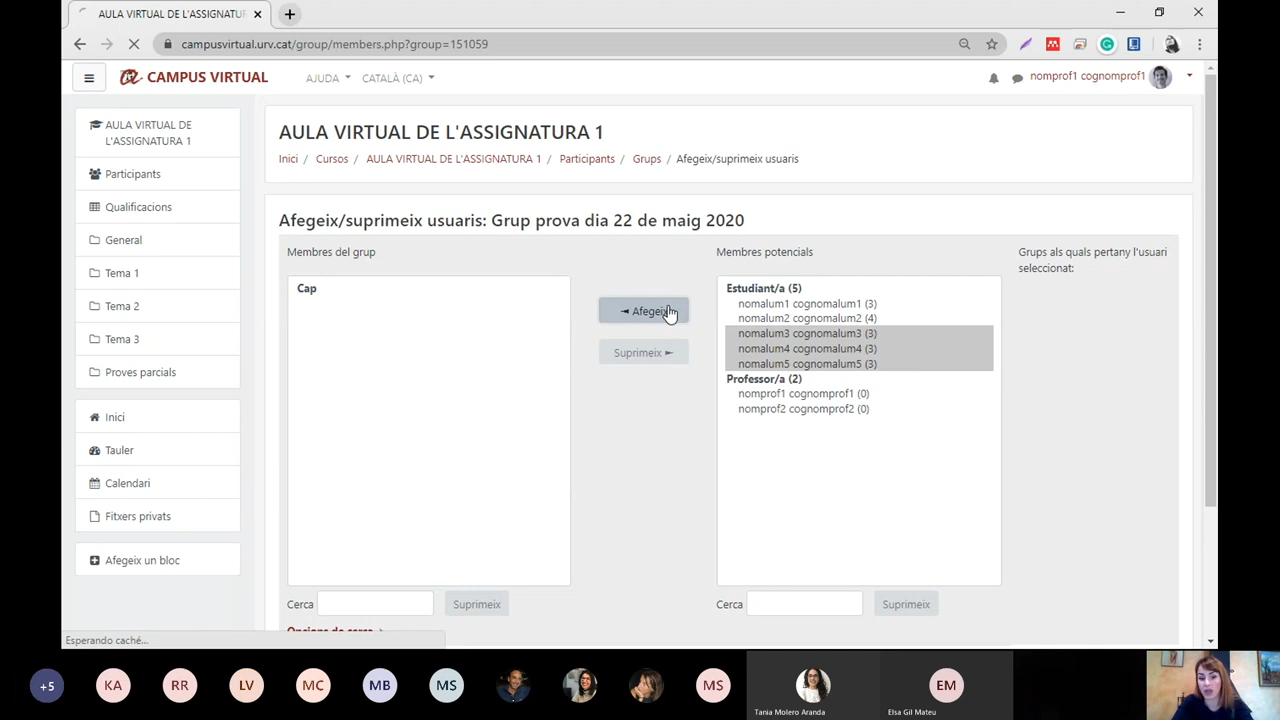 AULA VIRTUAL DE L'ASSIGNATUR
campusvirtual.urv.cat/group/members.php?group=151059
CAMPUS VIRTUAL
AJUDA
CATALÀ (CA)
nomprof1 cognomprof1
AULA VIRTUAL DE
L'ASSIGNATURA 1
Participants
Qualificacions
General
Tema 1
Tema 2
Tema 3
Proves parcials
Inici
Tauler
Calendari
Fitxers privats
Afegeix un bloc
AULA VIRTUAL DE L'ASSIGNATURA 1
Inici / Cursos / AULA VIRTUAL DE L'ASSIGNATURA 1 / Participants / Grups / Afegeix/suprimeix usuaris
Afegeix/suprimeix usuaris: Grup prova dia 22 de maig 2020
Membres del grup
Cap
◄ Afegeix
Suprimeix ►
Membres potencials
Estudiant/a (5)
nomalum1 cognomalum1 (3)
nomalum2 cognomalum2 (4)
nomalum3 cognomalum3 (3)
nomalum4 cognomalum4 (3)
nomalum5 cognomalum5 (3)
Professor/a (2)
nomprof1 cognomprof1 (0)
nomprof2 cognomprof2 (0)
Grups als quals pertany l'usuari
seleccionat:
Cerca
Suprimeix
Cerca
Suprimeix
Opcions de cerca
Esperando caché...
+5
KA
RR
LV
MC
MB
MS
MS
Tania Molero Aranda
EM
Elsa Gil Mateu